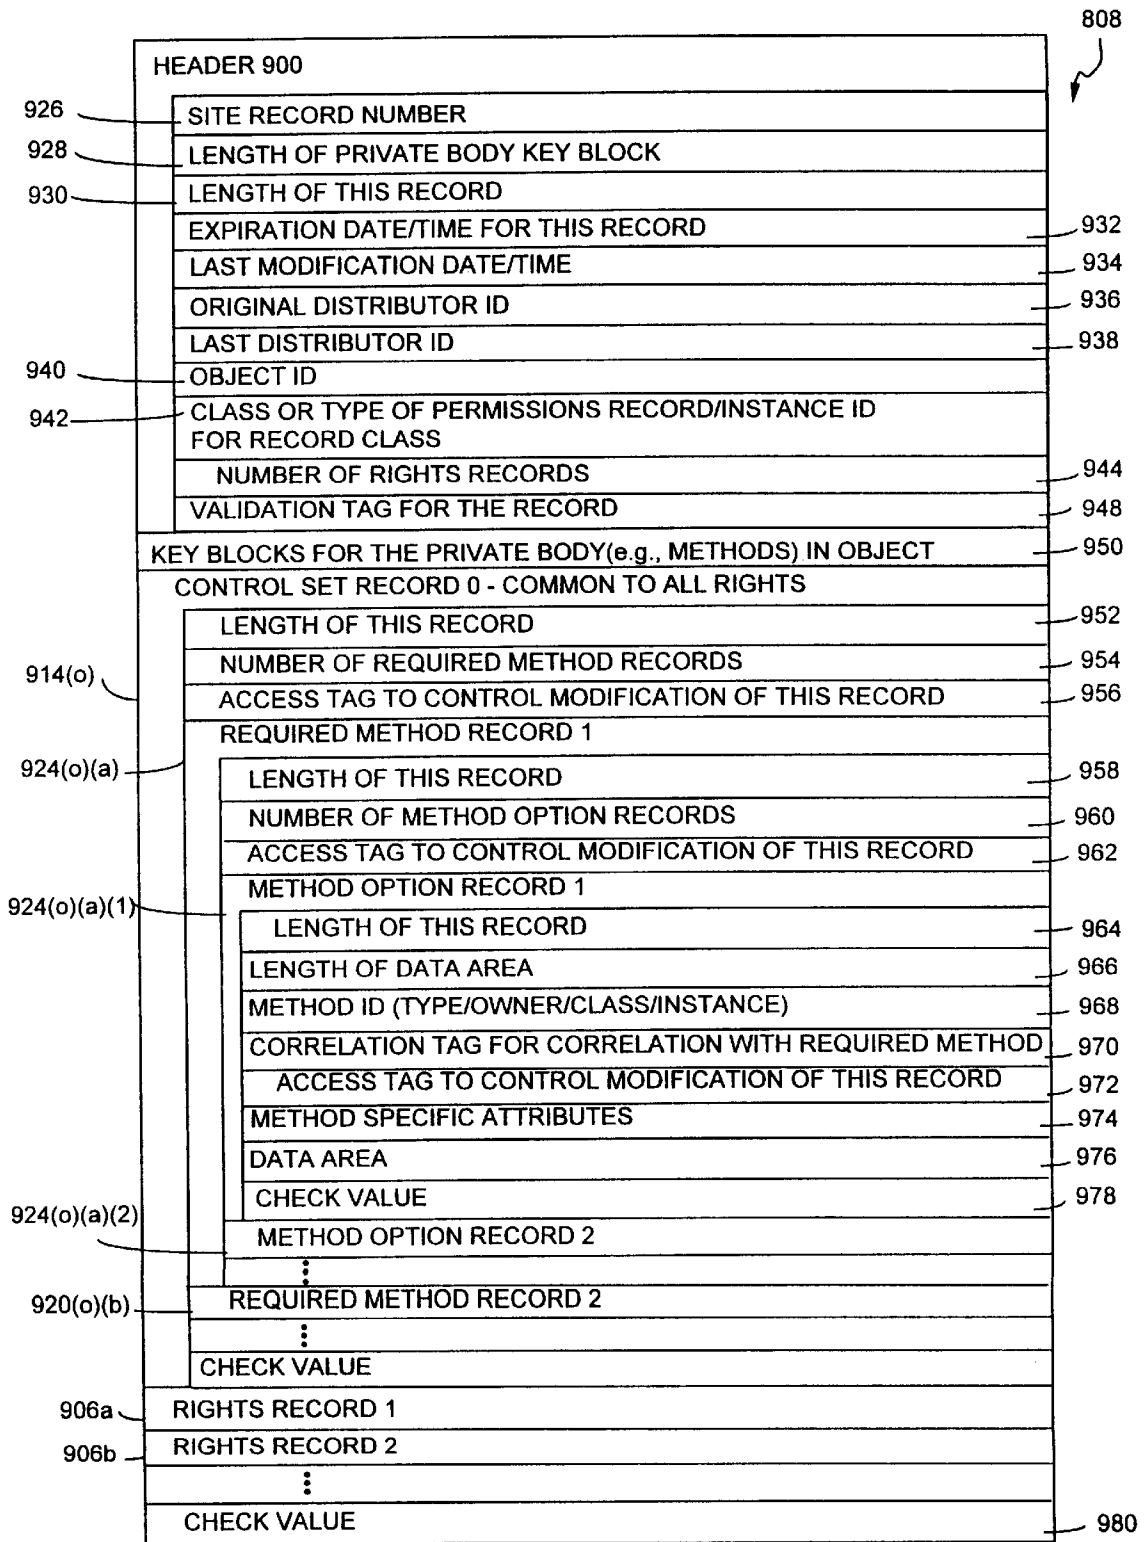 808
HEADER 900
926 SITE RECORD NUMBER
928 LENGTH OF PRIVATE BODY KEY BLOCK
930 LENGTH OF THIS RECORD
EXPIRATION DATE/TIME FOR THIS RECORD 932
LAST MODIFICATION DATE/TIME 934
ORIGINAL DISTRIBUTOR ID 936
LAST DISTRIBUTOR ID 938
940 OBJECT ID
942 CLASS OR TYPE OF PERMISSIONS RECORD/INSTANCE ID
FOR RECORD CLASS
NUMBER OF RIGHTS RECORDS 944
VALIDATION TAG FOR THE RECORD 948
KEY BLOCKS FOR THE PRIVATE BODY(e.g., METHODS) IN OBJECT 950
CONTROL SET RECORD 0 - COMMON TO ALL RIGHTS
LENGTH OF THIS RECORD 952
914(o) NUMBER OF REQUIRED METHOD RECORDS 954
ACCESS TAG TO CONTROL MODIFICATION OF THIS RECORD 956
REQUIRED METHOD RECORD 1
924(o)(a) LENGTH OF THIS RECORD 958
NUMBER OF METHOD OPTION RECORDS 960
ACCESS TAG TO CONTROL MODIFICATION OF THIS RECORD 962
METHOD OPTION RECORD 1
924(o)(a)(1) LENGTH OF THIS RECORD 964
LENGTH OF DATA AREA 966
METHOD ID (TYPE/OWNER/CLASS/INSTANCE) 968
CORRELATION TAG FOR CORRELATION WITH REQUIRED METHOD 970
ACCESS TAG TO CONTROL MODIFICATION OF THIS RECORD 972
METHOD SPECIFIC ATTRIBUTES 974
DATA AREA 976
CHECK VALUE 978
924(o)(a)(2) METHOD OPTION RECORD 2
920(o)(b) REQUIRED METHOD RECORD 2
CHECK VALUE
906a RIGHTS RECORD 1
906b RIGHTS RECORD 2
CHECK VALUE 980